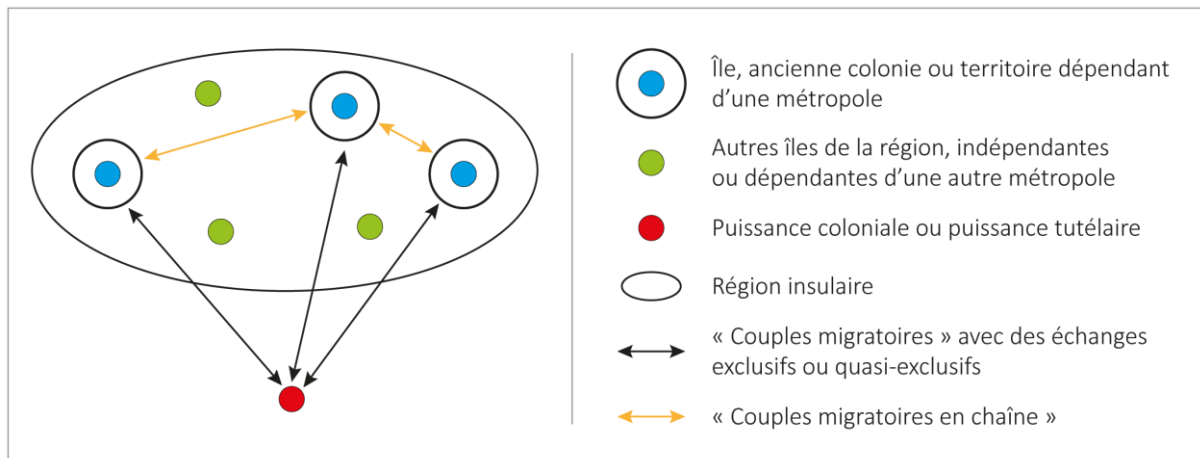 Île, ancienne colonie ou territoire dépendant
d’une métropole
Autres îles de la région, indépendantes
ou dépendantes d’une autre métropole
Puissance coloniale ou puissance tutélaire
Région insulaire
« Couples migratoires » avec des échanges
exclusifs ou quasi-exclusifs
« Couples migratoires en chaîne »